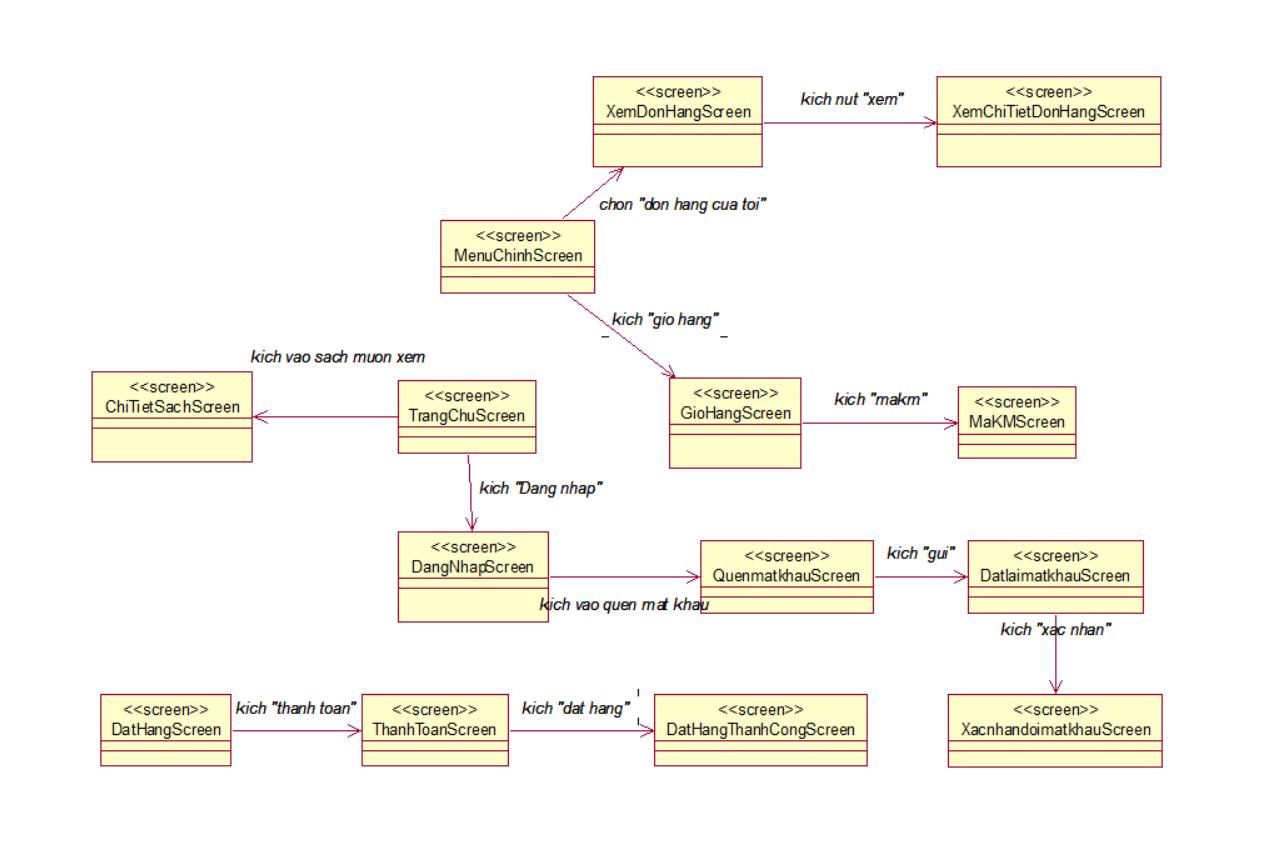 <<screen>>
XemDonHangScreen
kich nut "xem"
<<screen>>
XemChiTietDonHangScreen
chon "don hang cua toi"
<<screen>>
MenuChinhScreen
kich "gio hang"
kich vao sach muon xem
<<screen>>
ChiTietSachScreen
<<screen>>
TrangChuScreen
<<screen>>
GioHangScreen
kich "makm"
<<screen>>
MaKMScreen
kich "Dang nhap"
<<screen>>
DangNhapScreen
kich vao quen mat khau
<<screen>>
QuenmatkhauScreen
kich "gui"
<<screen>>
DatlaimatkhauScreen
kich "xac nhan"
<<screen>>
DatHangScreen
kich "thanh toan"
<<screen>>
ThanhToanScreen
kich "dat hang"
<<screen>>
DatHangThanhCongScreen
<<screen>>
XacnhandoimatkhauScreen